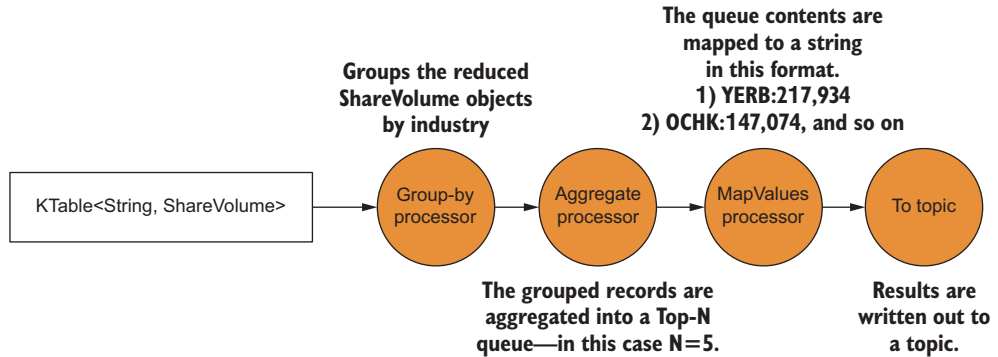 The queue contents are
mapped to a string
in this format.
1) YERB:217,934
2) OCHK:147,074, and so on
Groups the reduced
ShareVolume objects
by industry
KTable<String, ShareVolume>
Group-by
processor
Aggregate
processor
MapValues
processor
To topic
The grouped records are
aggregated into a Top-N
queue—in this case N=5.
Results are
written out to
a topic.